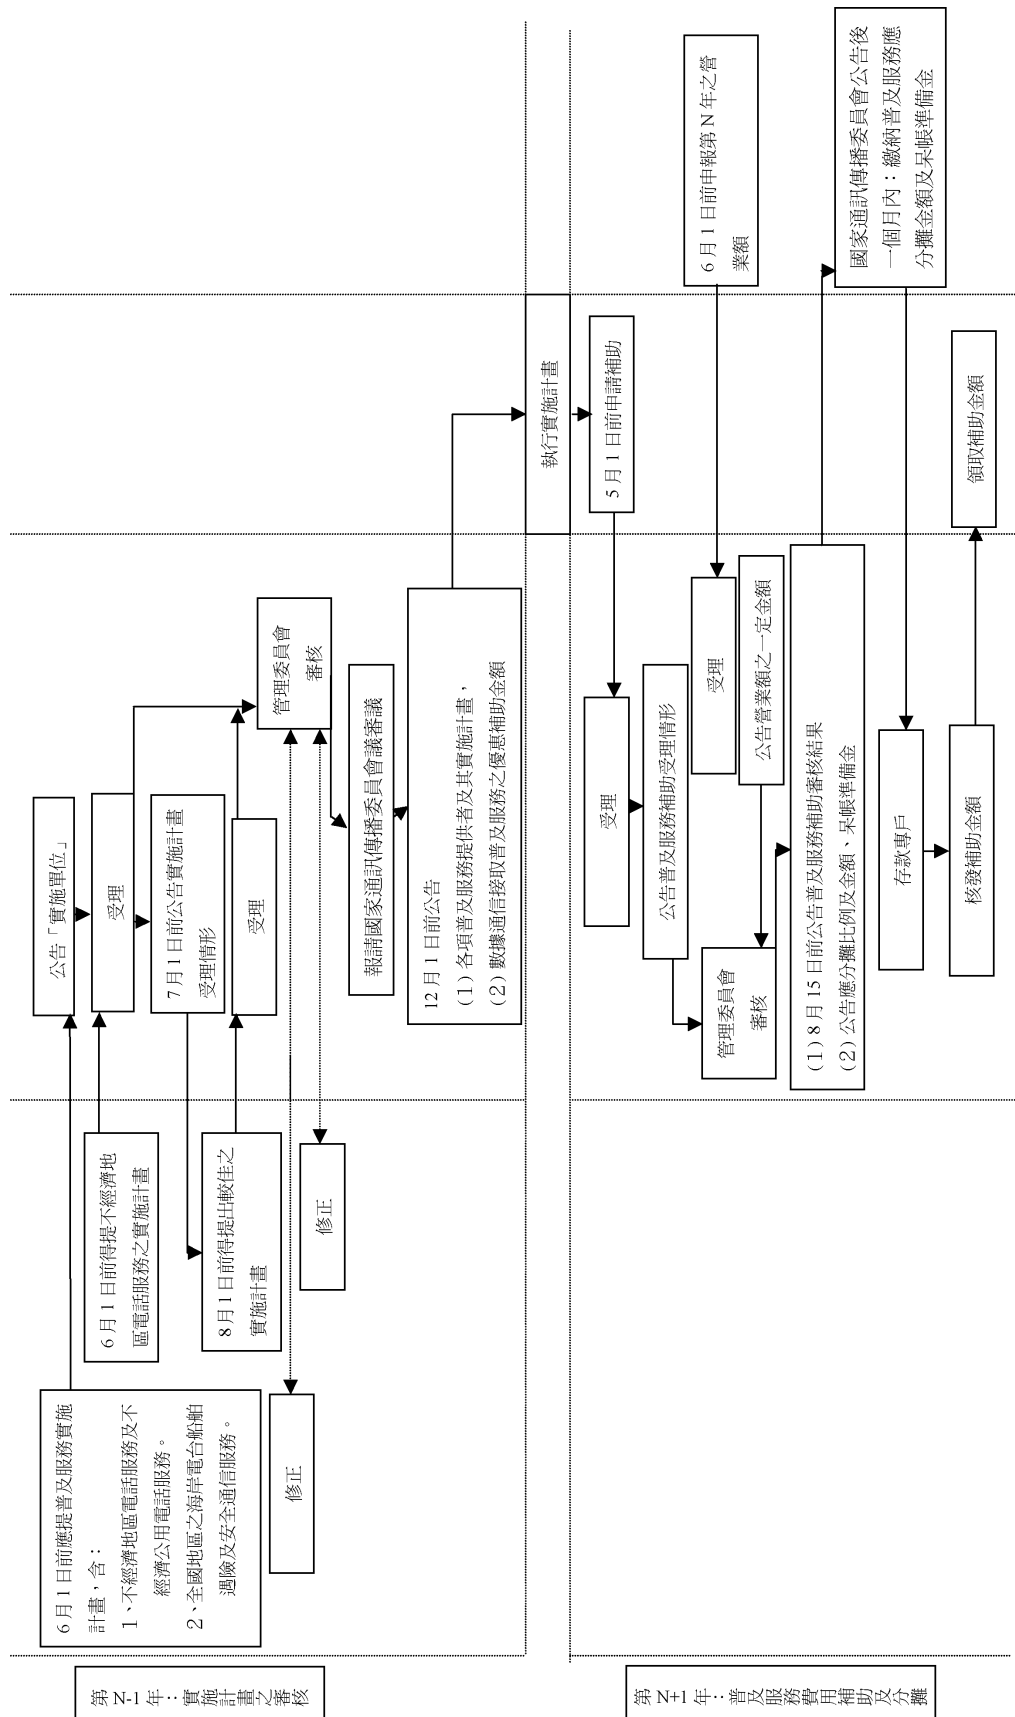 第 N-1 年：實施計畫之審核
6 月 1 日前應提普及服務實施
計畫，含：
1、不經濟地區電話服務及不
經濟公用電話服務。
2、全國地區之海岸電台船舶
遇險及安全通信服務。
6 月 1 日前得提不經濟地
區電話服務之實施計畫
8 月 1 日前得提出較佳之
實施計畫
修正
修正
公告「實施單位」
受理
7 月 1 日前公告實施計畫
受理情形
受理
管理委員會
審核
報請國家通訊傳播委員會議審議
12 月 1 日前公告
(1) 各項普及服務提供者及其實施計畫，
(2) 數據通信接取普及服務之優惠補助金額
執行實施計畫
第 N+1 年：普及服務費用補助及分攤
5 月 1 日前申請補助
受理
公告普及服務補助受理情形
6 月 1 日前申報第 N 年之營
業額
受理
公告營業額之一定金額
管理委員會
審核
(1) 8 月 15 日前公告普及服務補助審核結果
(2) 公告應分攤比例及金額、呆帳準備金
國家通訊傳播委員會公告後
一個月內：繳納普及服務應
分攤金額及呆帳準備金
存款專戶
核發補助金額
領取補助金額